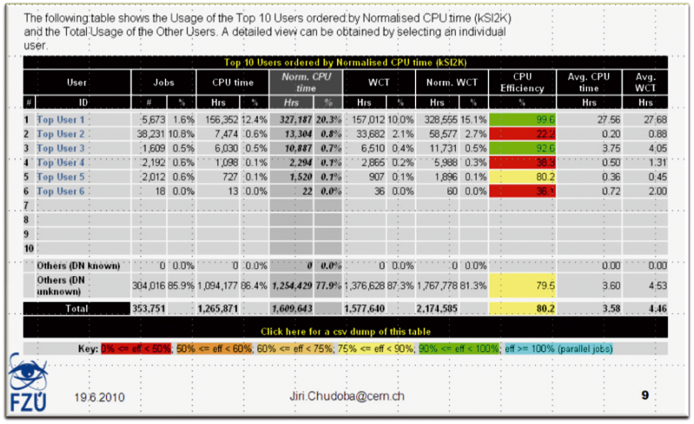 The following table shows the Usage of the Top 10 Users ordered by Normalised CPU time (kSI2K)
and the Total Usage of the Other Users. A detailed view can be obtained by selecting an individual
user.
Top 10 Users ordered by Normalised CPU time (kSI2K)
User Jobs CPU time Norm. CPU time WCT Norm. WCT CPU Efficiency Avg. CPU time Avg. WCT
# ID # % Hrs % Hrs % Hrs % Hrs % % Hrs Hrs
1 Top User 1 5,673 1.6% 156,352 12.4% 327,187 20.3% 157,012 10.0% 328,555 15.1% 99.6 27.56 27.68
2 Top User 2 38,231 10.8% 7,474 0.6% 13,304 0.8% 33,682 2.1% 58,577 2.7% 22.2 0.20 0.88
3 Top User 3 1,609 0.5% 6,030 0.5% 10,887 0.7% 6,510 0.4% 11,731 0.5% 92.6 3.75 4.05
4 Top User 4 2,192 0.6% 1,098 0.1% 2,294 0.1% 2,865 0.2% 5,988 0.3% 38.3 0.50 1.31
5 Top User 5 2,012 0.6% 727 0.1% 1,520 0.1% 907 0.1% 1,896 0.1% 80.2 0.36 0.45
6 Top User 6 18 0.0% 13 0.0% 22 0.0% 36 0.0% 60 0.0% 36.1 0.72 2.00
7
8
9
10
Others (DN known) 0 0.0% 0 0.0% 0 0.0% 0 0.0% 0 0.0% 0.00 0.00
Others (DN unknown) 304,016 85.9% 1,094,177 86.4% 1,254,429 77.9% 1,376,628 87.3% 1,767,778 81.3% 79.5 3.60 4.53
Total 353,751 1,265,871 1,609,643 1,577,640 2,174,585 80.2 3.58 4.46
Click here for a csv dump of this table
Key: 0% <= eff < 50%; 50% <= eff < 60%; 60% <= eff < 75%; 75% <= eff < 90%; 90% <= eff < 100%; eff >= 100% (parallel jobs)
FZÚ 19.6.2010 Jiri.Chudoba@cern.ch 9